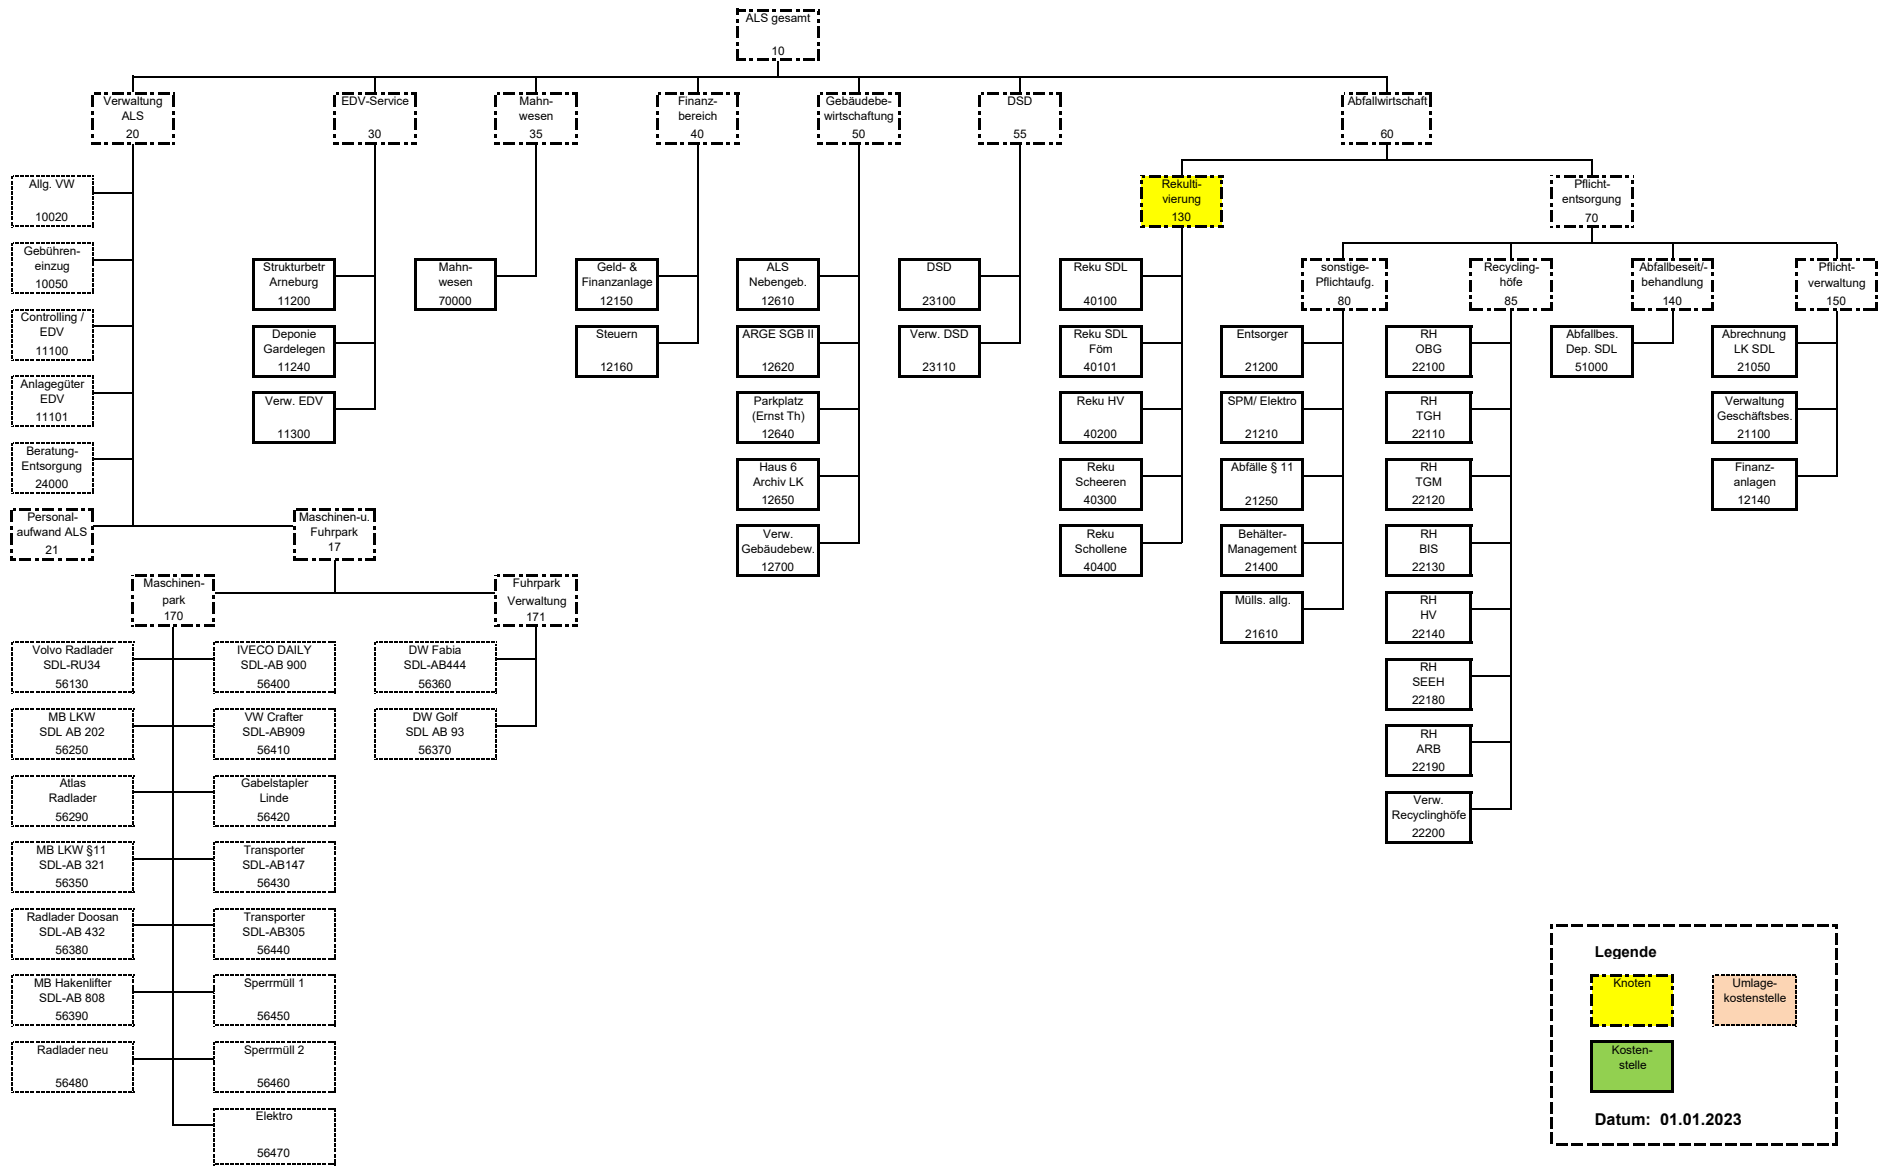 ALS gesamt
10
Verwaltung
ALS
20
EDV-Service
30
Mahn-
wesen
35
Finanz-
bereich
40
Gebäudebe-
wirtschaftung
50
DSD
55
Abfallwirtschaft
60
Rekulti-
vierung
130
Pflicht-
entsorgung
70
Allg. VW
10020
Gebühren-
einzug
10050
Controlling /
EDV
11100
Anlagegüter
EDV
11101
Beratung-
Entsorgung
24000
Personal-
aufwand ALS
21
Maschinen-u.
Fuhrpark
17
Strukturbetr
Arneburg
11200
Deponie
Gardelegen
11240
Verw. EDV
11300
Mahn-
wesen
70000
Geld- &
Finanzanlage
12150
Steuern
12160
ALS
Nebengeb.
12610
ARGE SGB II
12620
Parkplatz
(Ernst Th)
12640
Haus 6
Archiv LK
12650
Verw.
Gebäudebew.
12700
DSD
23100
Verw. DSD
23110
Reku SDL
40100
Reku SDL
Föm
40101
Reku HV
40200
Reku
Scheeren
40300
Reku
Schollene
40400
sonstige-
Pflichtaufg.
80
Recycling-
höfe
85
Abfallbeseit/-
behandlung
140
Pflicht-
verwaltung
150
Entsorger
21200
SPM/ Elektro
21210
Abfälle § 11
21250
Behälter-
Management
21400
Mülls. allg.
21610
RH
OBG
22100
RH
TGH
22110
RH
TGM
22120
RH
BIS
22130
RH
HV
22140
RH
SEEH
22180
RH
ARB
22190
Verw.
Recyclinghöfe
22200
Abfallbes.
Dep. SDL
51000
Abrechnung
LK SDL
21050
Verwaltung
Geschäftsbes.
21100
Finanz-
anlagen
12140
Maschinen-
park
170
Fuhrpark
Verwaltung
171
Volvo Radlader
SDL-RU34
56130
MB LKW
SDL AB 202
56250
Atlas
Radlader
56290
MB LKW §11
SDL-AB 321
56350
Radlader Doosan
SDL-AB 432
56380
MB Hakenlifter
SDL-AB 808
56390
Radlader neu
56480
IVECO DAILY
SDL-AB 900
56400
VW Crafter
SDL-AB909
56410
Gabelstapler
Linde
56420
Transporter
SDL-AB147
56430
Transporter
SDL-AB305
56440
Sperrmüll 1
56450
Sperrmüll 2
56460
Elektro
56470
DW Fabia
SDL-AB444
56360
DW Golf
SDL AB 93
56370
Legende
Knoten
Umlage-
kostenstelle
Kosten-
stelle
Datum: 01.01.2023